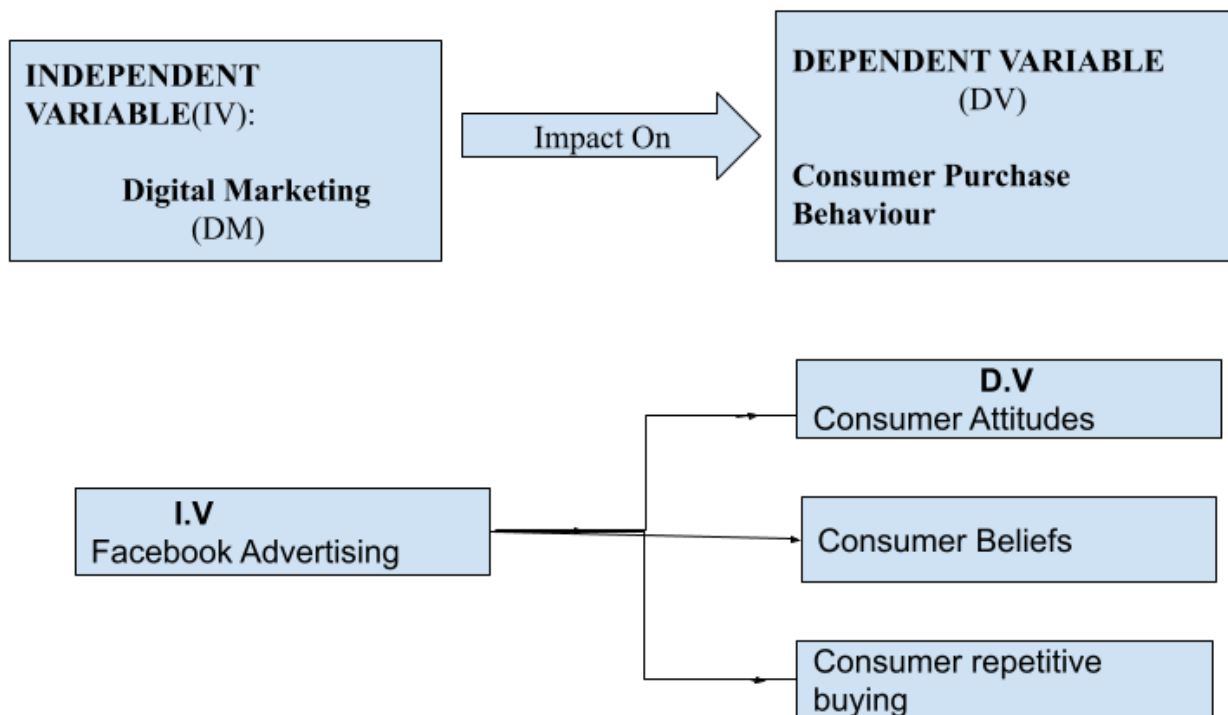 INDEPENDENT
VARIABLE(IV):
Digital Marketing
(DM)
Impact On
DEPENDENT VARIABLE
(DV)
Consumer Purchase
Behaviour
I.V
Facebook Advertising
D.V
Consumer Attitudes
Consumer Beliefs
Consumer repetitive
buying